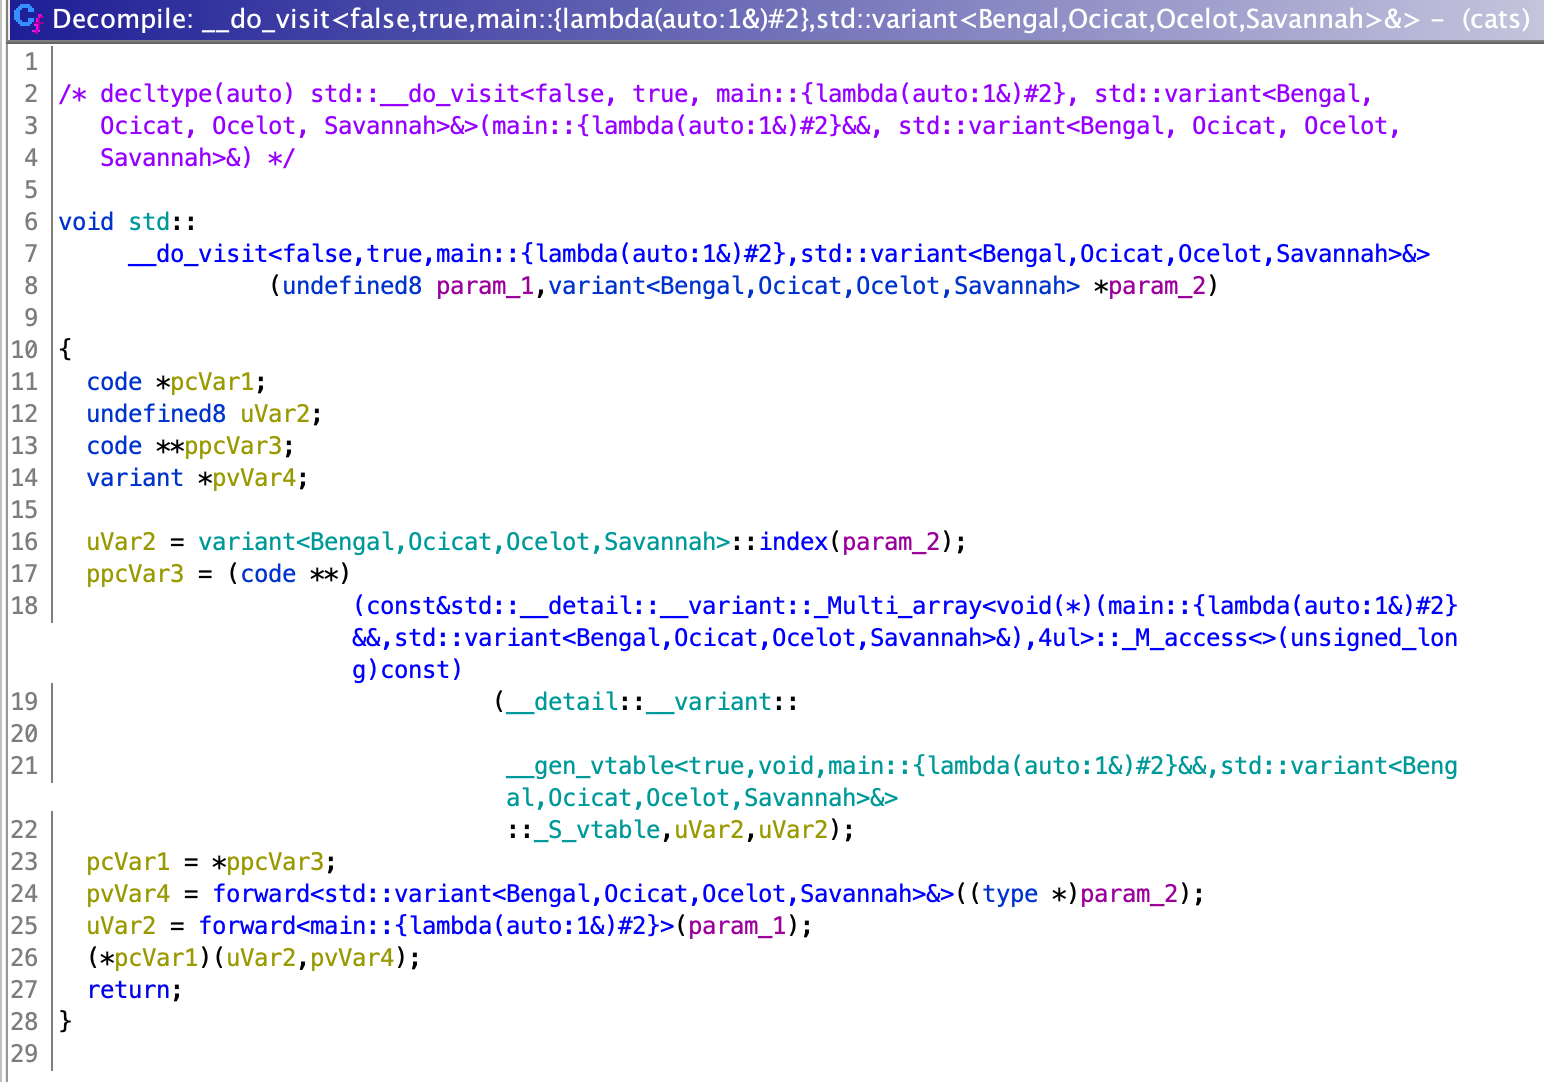 Decompile: __do_visit<false,true,main::{lambda(auto:1&)#2},std::variant<Bengal,Ocicat,Ocelot,Savannah>&> – (cats)
1
2 /* decltype(auto) std::__do_visit<false, true, main::{lambda(auto:1&)#2}, std::variant<Bengal,
3 Ocicat, Ocelot, Savannah>&>(main::{lambda(auto:1&)#2}&&, std::variant<Bengal, Ocicat, Ocelot,
4 Savannah>&) */
5
6 void std::
7 __do_visit<false,true,main::{lambda(auto:1&)#2},std::variant<Bengal,Ocicat,Ocelot,Savannah>&>
8 (undefined8 param_1,variant<Bengal,Ocicat,Ocelot,Savannah> *param_2)
9
10 {
11 code *pcVar1;
12 undefined8 uVar2;
13 code **ppcVar3;
14 variant *pvVar4;
15
16 uVar2 = variant<Bengal,Ocicat,Ocelot,Savannah>::index(param_2);
17 ppcVar3 = (code **)
18 (const&std::__detail::__variant::_Multi_array<void(*)(main::{lambda(auto:1&)#2}
&&,std::variant<Bengal,Ocicat,Ocelot,Savannah>&),4ul>::_M_access<>(unsigned_lon
g)const)
19 (__detail::__variant::
20
21 __gen_vtable<true,void,main::{lambda(auto:1&)#2}&&,std::variant<Beng
al,Ocicat,Ocelot,Savannah>&>
22 ::_S_vtable,uVar2,uVar2);
23 pcVar1 = *ppcVar3;
24 pvVar4 = forward<std::variant<Bengal,Ocicat,Ocelot,Savannah>&>((type *)param_2);
25 uVar2 = forward<main::{lambda(auto:1&)#2}>(param_1);
26 (*pcVar1)(uVar2,pvVar4);
27 return;
28 }
29